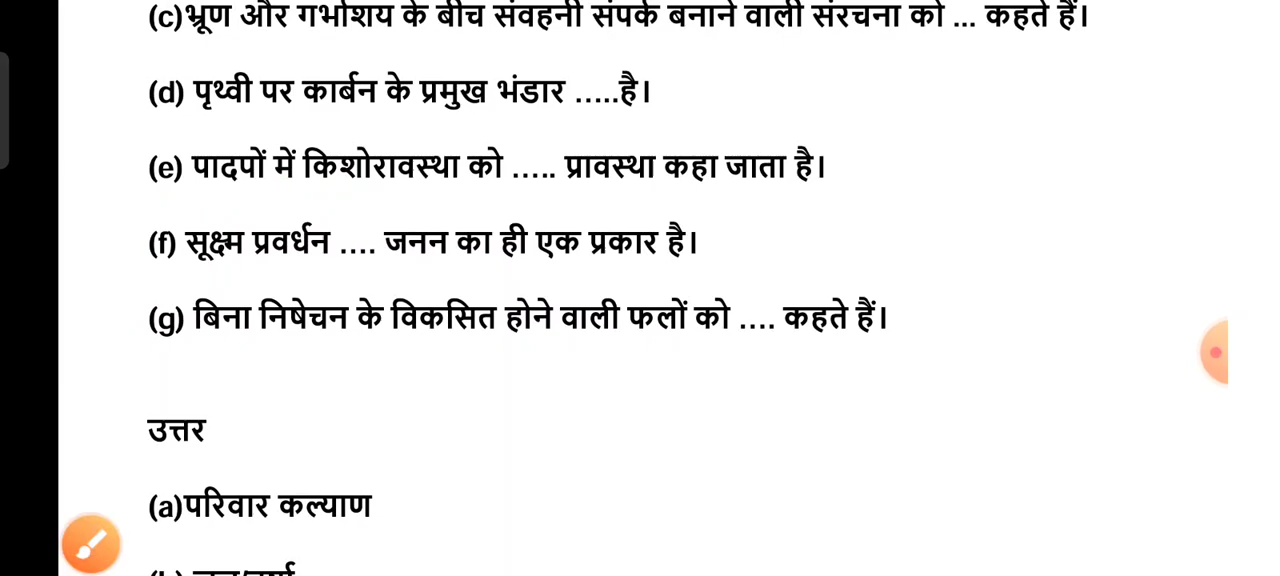 (c)भ्रूण और गर्भाशय के बीच संवहनी संपर्क बनाने वाली संरचना को ... कहते हैं।
(d) पृथ्वी पर कार्बन के प्रमुख भंडार .....है।
(e) पादपों में किशोरावस्था को ..... प्रावस्था कहा जाता है।
(f) सूक्ष्म प्रवर्धन .... जनन का ही एक प्रकार है।
(g) बिना निषेचन के विकसित होने वाली फलों को .... कहते हैं।
उत्तर
(a)परिवार कल्याण